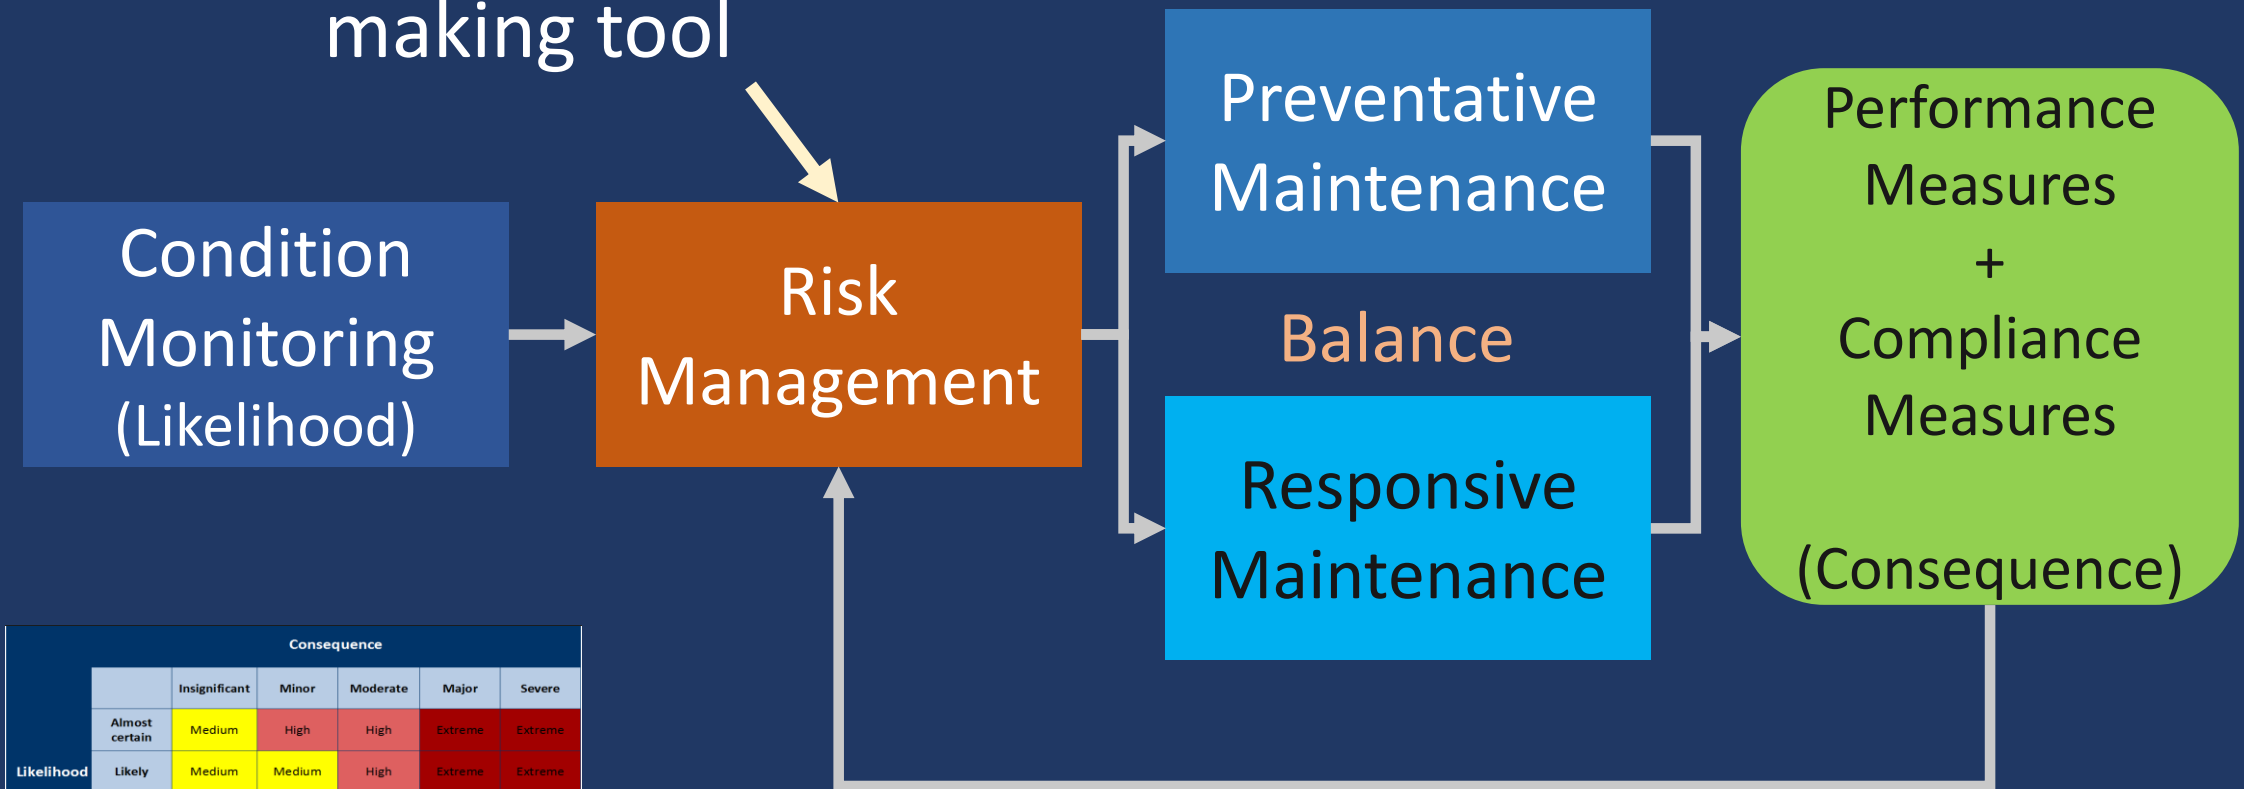 making tool
Condition
Monitoring
(Likelihood)
Risk
Management
Preventative
Maintenance
Balance
Responsive
Maintenance
Performance
Measures
+
Compliance
Measures
(Consequence)
Consequence
Insignificant Minor Moderate Major Severe
Almost
certain Medium High High Extreme Extreme
Likelihood Likely Medium Medium High Extreme Extreme